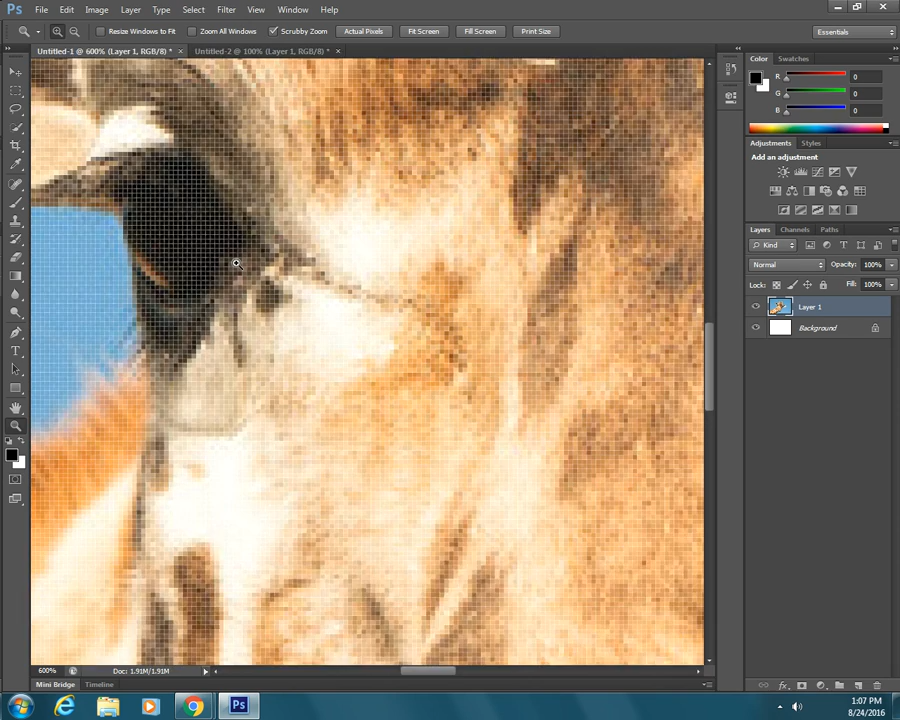 Ps File Edit Image Layer Type Select Filter View Window Help
Resize Windows to Fit Zoom All Windows Scrubby Zoom Actual Pixels Fit Screen Fill Screen Print Size Essentials
Untitled-1 @ 600% (Layer 1, RGB/8) * × Untitled-2 @ 100% (Layer 1, RGB/8) * ×
Color Swatches
R 0
G 0
B 0
Adjustments Styles
Add an adjustment
Layers Channels Paths
Kind
Normal Opacity: 100%
Lock: Fill: 100%
Layer 1
Background
600% Doc: 1.91M/1.91M
Mini Bridge Timeline
Ps
1:07 PM
8/24/2016